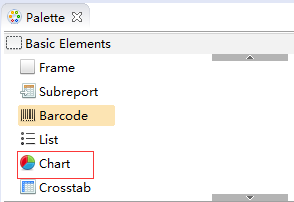 Palette
Basic Elements
Frame
Subreport
Barcode
List
Chart
Crosstab